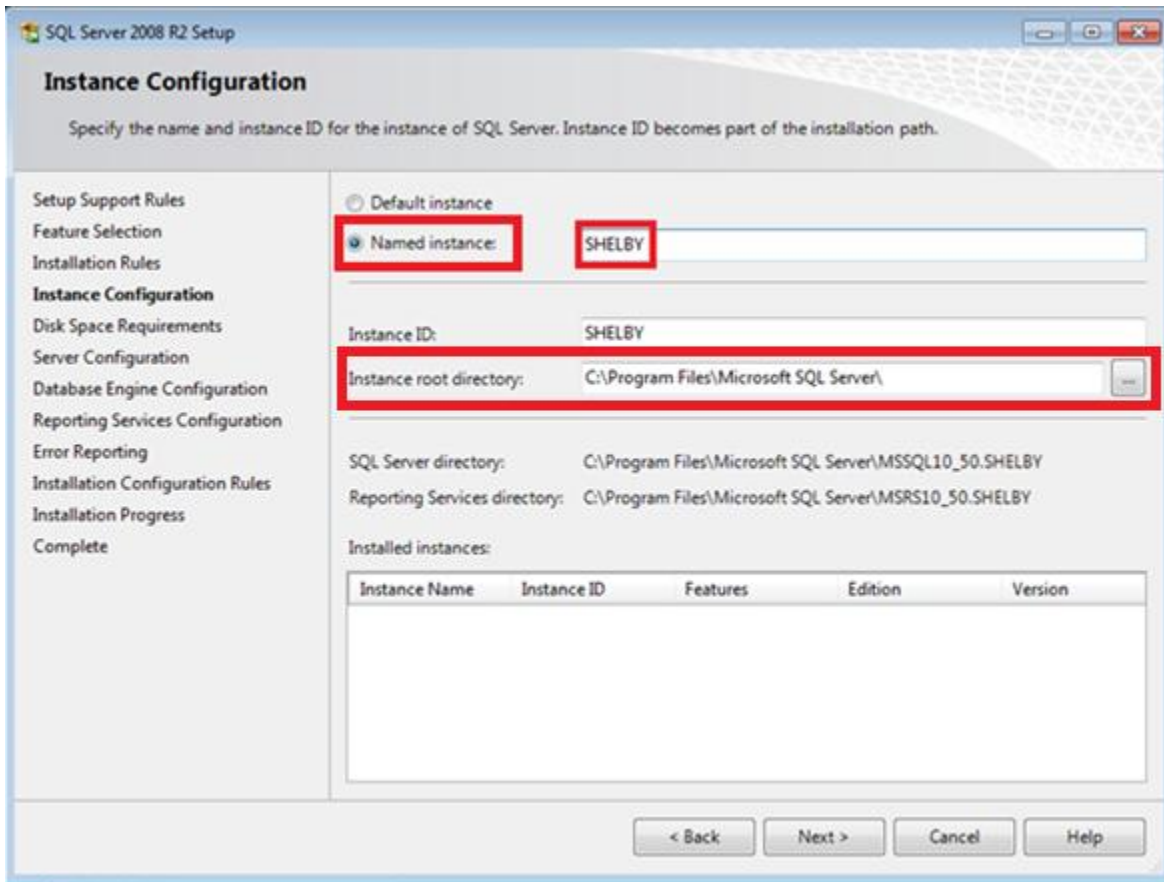 SQL Server 2008 R2 Setup
Instance Configuration
Specify the name and instance ID for the instance of SQL Server. Instance ID becomes part of the installation path.
Setup Support Rules
Feature Selection
Installation Rules
Instance Configuration
Disk Space Requirements
Server Configuration
Database Engine Configuration
Reporting Services Configuration
Error Reporting
Installation Configuration Rules
Installation Progress
Complete
Default instance
Named instance: SHELBY
Instance ID: SHELBY
Instance root directory: C:\Program Files\Microsoft SQL Server\ ...
SQL Server directory: C:\Program Files\Microsoft SQL Server\MSSQL10_50.SHELBY
Reporting Services directory: C:\Program Files\Microsoft SQL Server\MSRS10_50.SHELBY
Installed instances:
Instance Name Instance ID Features Edition Version
< Back Next > Cancel Help